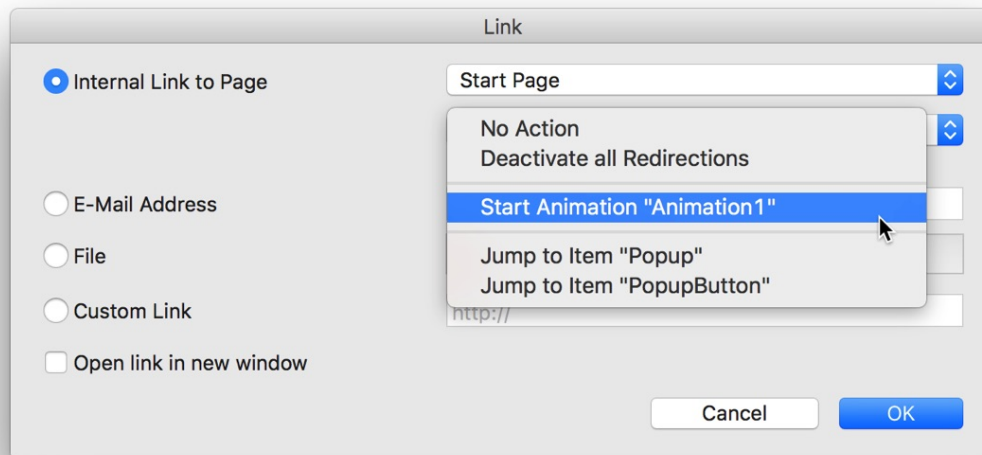 Link
Internal Link to Page
Start Page
No Action
Deactivate all Redirections
Start Animation "Animation1"
Jump to Item "Popup"
Jump to Item "PopupButton"
E-Mail Address
File
Custom Link
http://
Open link in new window
Cancel
OK